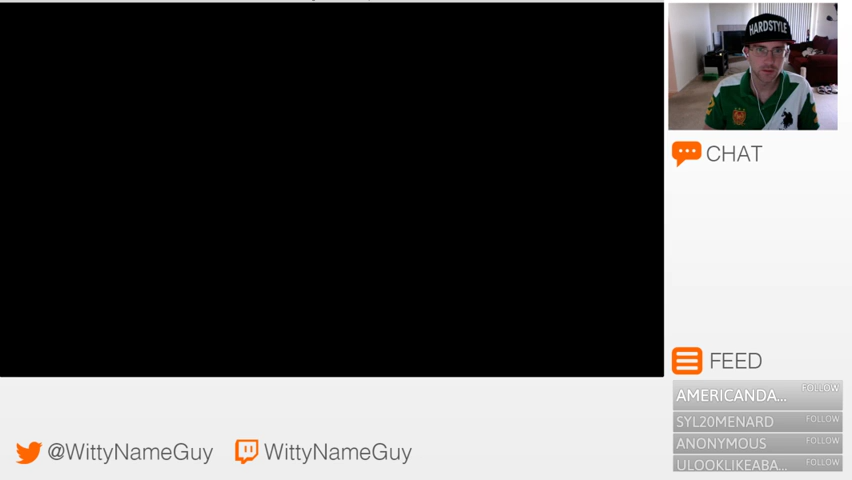 HARDSTYLE
CHAT
FEED
AMERICANDA... FOLLOW
SYL20MENARD FOLLOW
ANONYMOUS FOLLOW
ULOOKLIKEABA... FOLLOW
@WittyNameGuy WittyNameGuy